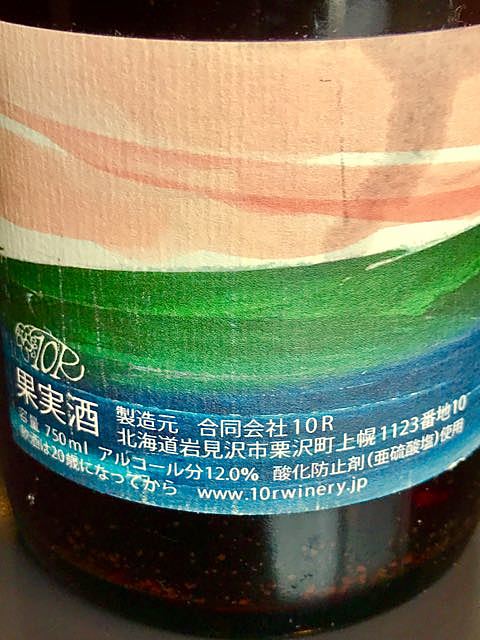 10R
果実酒
製造元 合同会社10R
北海道岩見沢市栗沢町上幌1123番地10
容量 750ml アルコール分12.0% 酸化防止剤(亜硫酸塩)使用
飲酒は20歳になってから www.10rwinery.jp